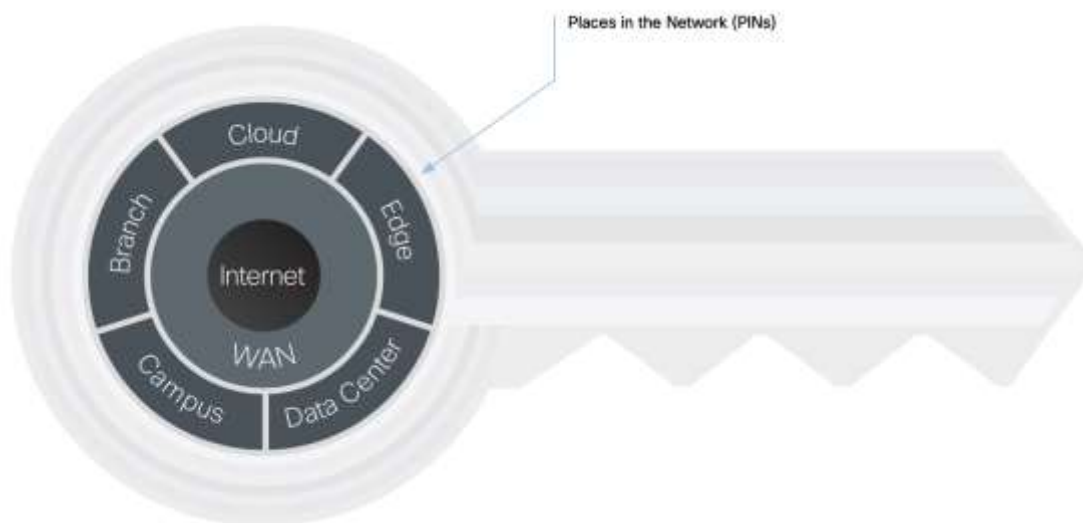 Places in the Network (PINs)
Cloud
Branch
Edge
Internet
WAN
Campus
Data Center